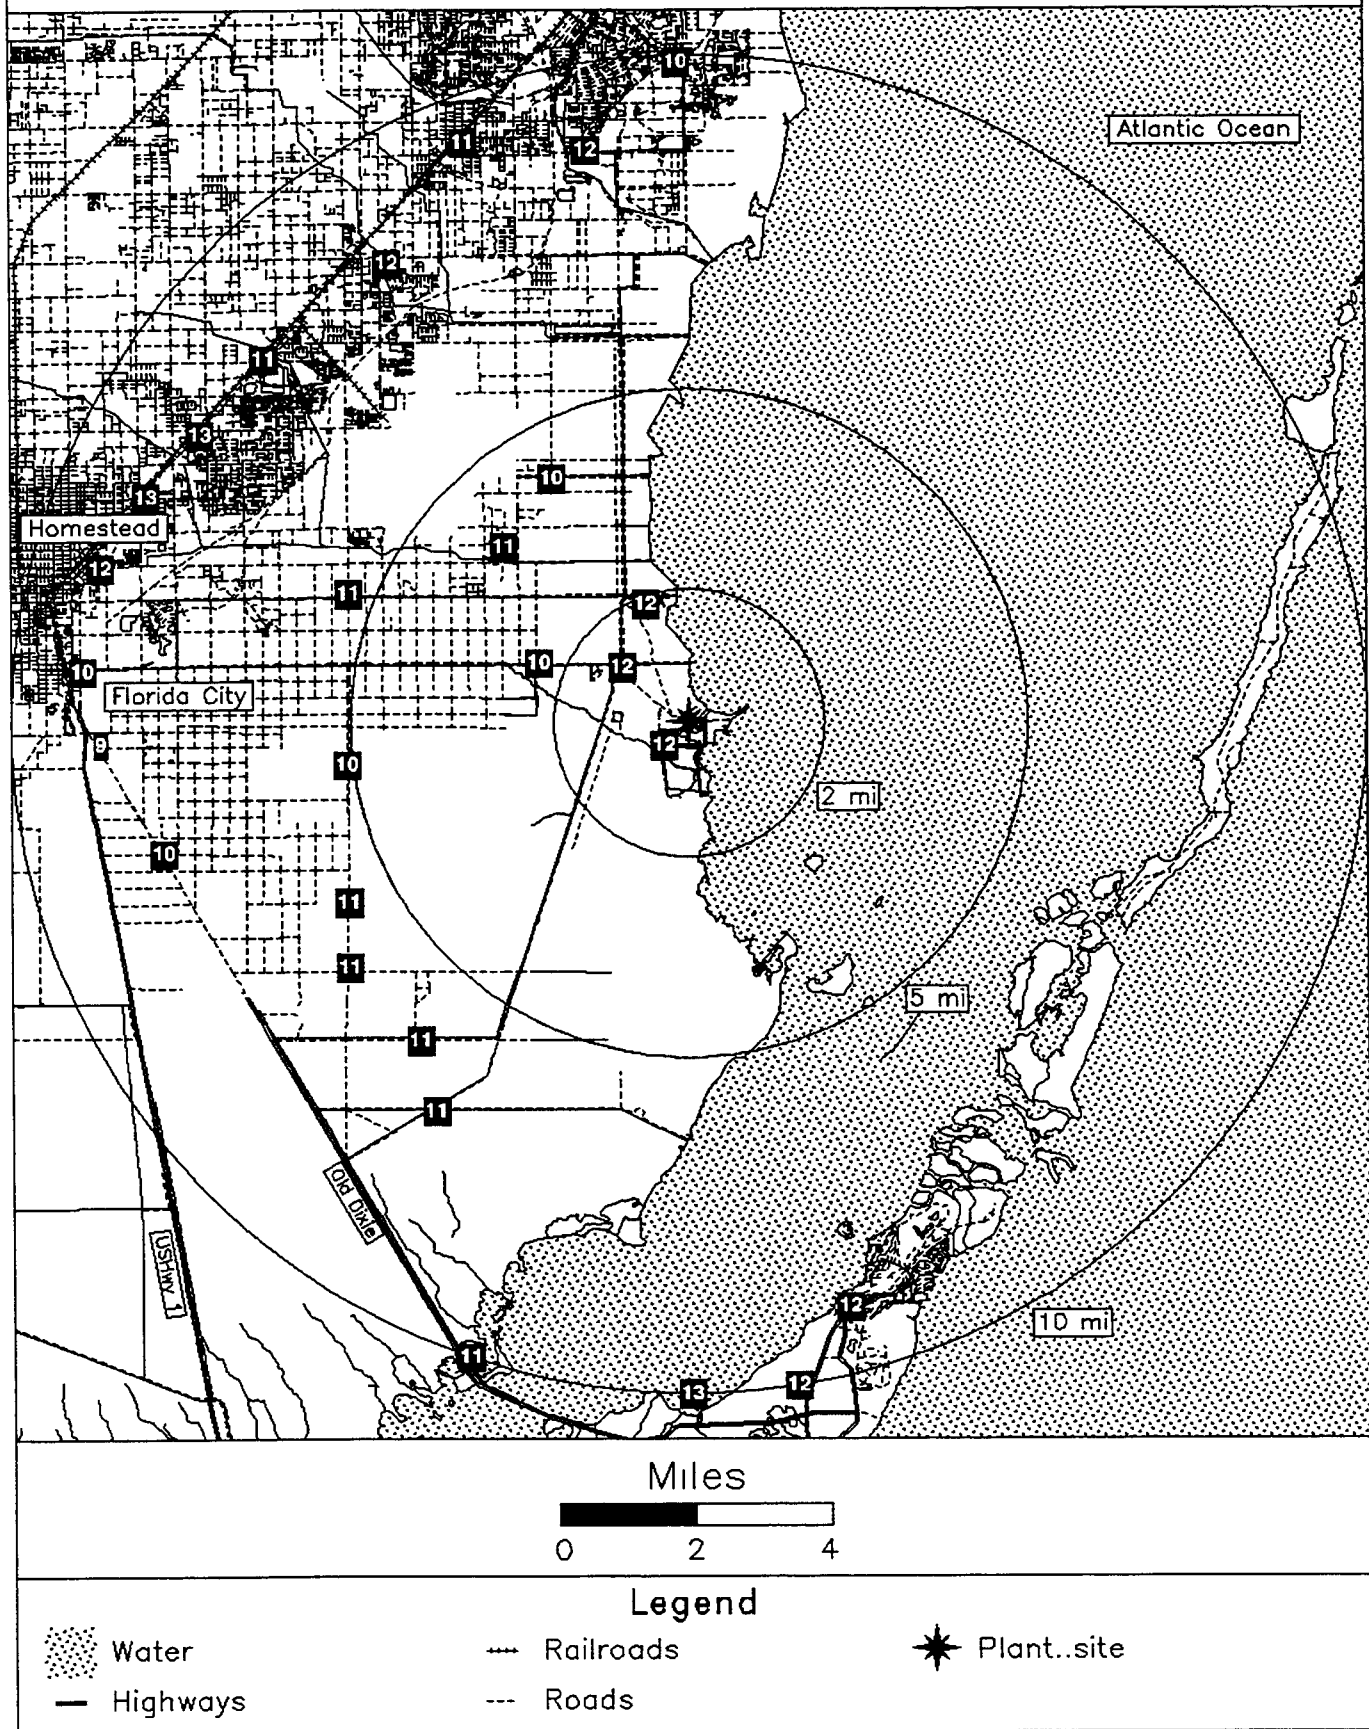 10
Atlantic Ocean
11
12
12
11
13
10
13
Homestead
11
12
11
12
10
10
12
Florida City
9
12
10
2 mi
10
11
11
5 mi
11
11
Old Dixie
US Hwy 1
12
10 mi
11
13
12
Miles
0 2 4
Legend
Water
Railroads
Plant..site
Highways
Roads